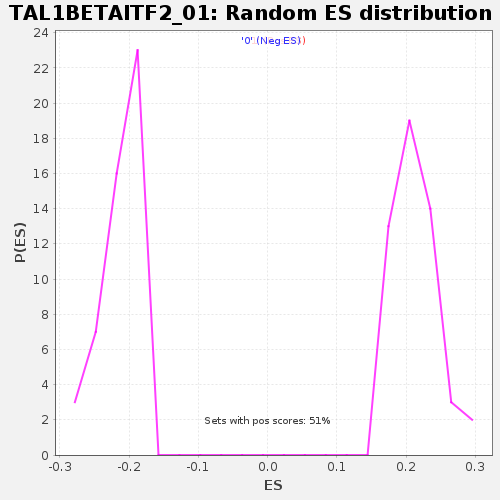 TAL1BETAITF2_01: Random ES distribution
'0' (Neg ES)
24
22
20
18
16
14
12
10
8
6
4
2
0
P(ES)
Sets with pos scores: 51%
-0.3 -0.2 -0.1 0.0 0.1 0.2 0.3
ES